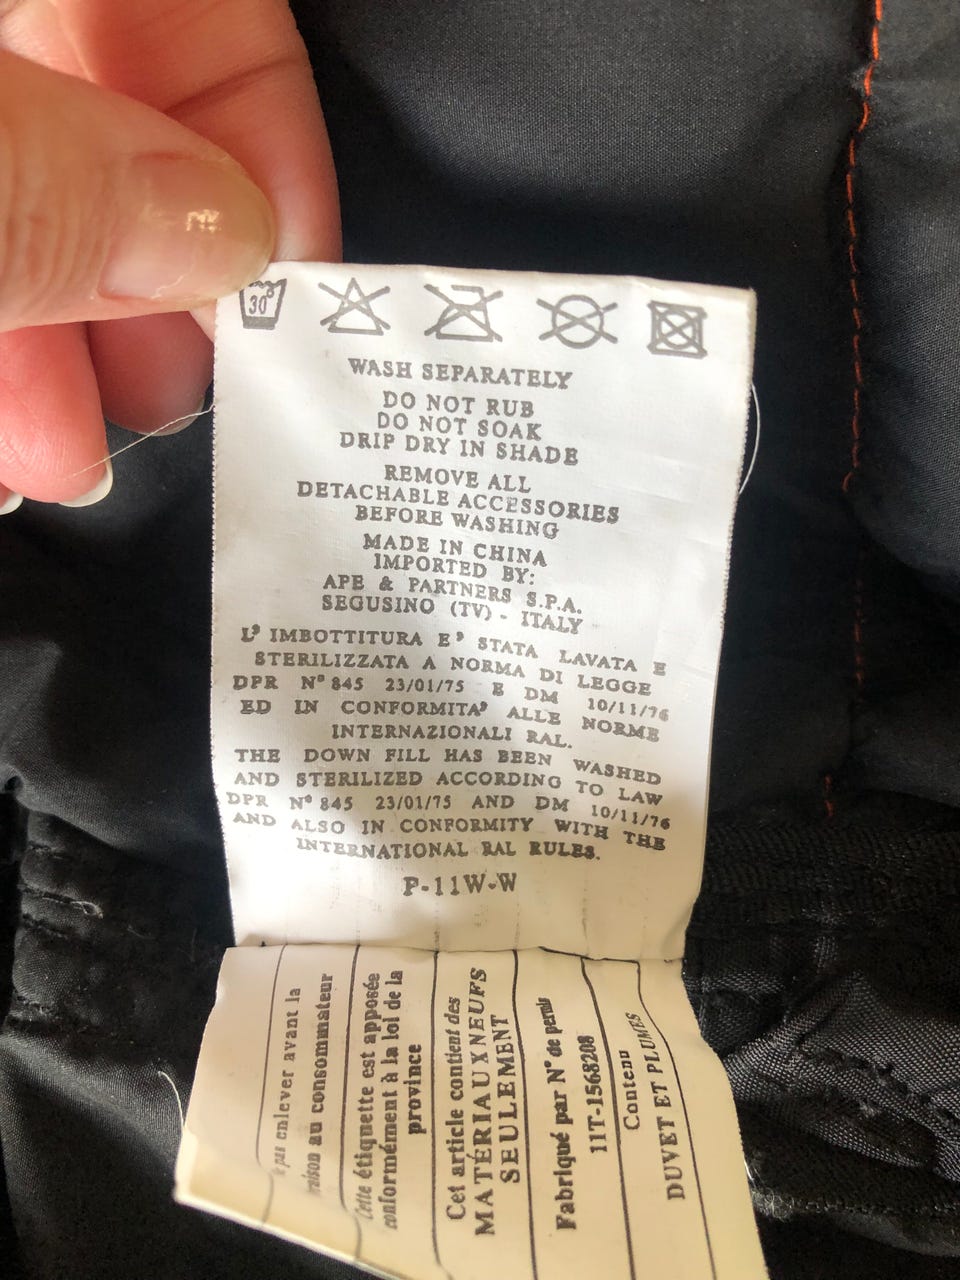 30
WASH SEPARATELY
DO NOT RUB
DO NOT SOAK
DRIP DRY IN SHADE
REMOVE ALL
DETACHABLE ACCESSORIES
BEFORE WASHING
MADE IN CHINA
IMPORTED BY:
APE & PARTNERS S.P.A.
SEGUSINO (TV) - ITALY
L' IMBOTTITURA E' STATA LAVATA E
STERILIZZATA A NORMA DI LEGGE
DPR N° 845 23/01/75 E DM 10/11/76
ED IN CONFORMITA' ALLE NORME
INTERNAZIONALI RAL.
THE DOWN FILL HAS BEEN WASHED
AND STERILIZED ACCORDING TO LAW
DPR N° 845 23/01/75 AND DM 10/11/76
AND ALSO IN CONFORMITY WITH THE
INTERNATIONAL RAL RULES.
P-11W-W
pas enlever avant la
au consommateur
Cette étiquette est apposée
conformément à la loi de la
province
Cet article contient des
MATÉRIAUX NEUFS
SEULEMENT
Fabriqué par N° de permis
11T-1568208
Contenu
DUVET ET PLUMES